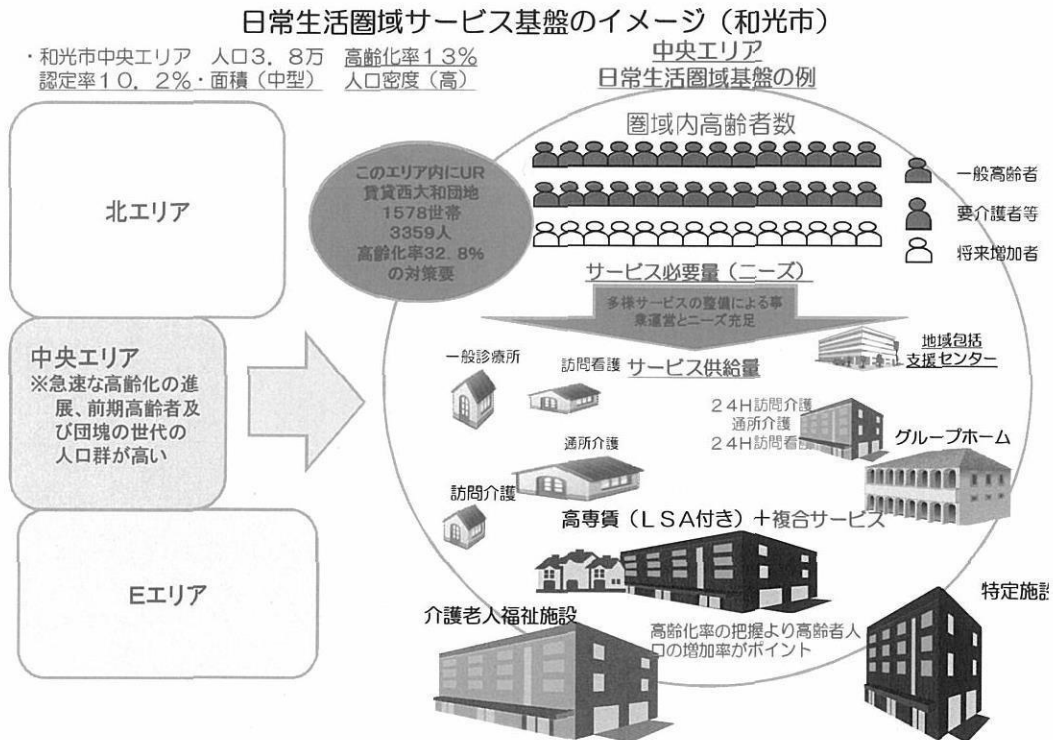 日常生活圏域サービス基盤のイメージ（和光市）
・和光市中央エリア　人口３．８万　高齢化率１３％
認定率１０．２％・面積（中型）　人口密度（高）
中央エリア
日常生活圏域基盤の例
北エリア
中央エリア
※急速な高齢化の進
展、前期高齢者及
び団塊の世代の
人口群が高い
Eエリア
このエリア内にUR
賃貸西大和団地
1578世帯
3359人
高齢化率32．8%
の対策要
圏域内高齢者数
一般高齢者
要介護者等
将来増加者
サービス必要量（ニーズ）
多様サービスの整備による事
業運営とニーズ充足
サービス供給量
一般診療所
訪問看護
地域包括
支援センター
２４Ｈ訪問介護
通所介護
２４Ｈ訪問看護
グループホーム
通所介護
訪問介護
高専賃（ＬＳＡ付き）＋複合サービス
介護老人福祉施設
高齢化率の把握より高齢者人
口の増加率がポイント
特定施設